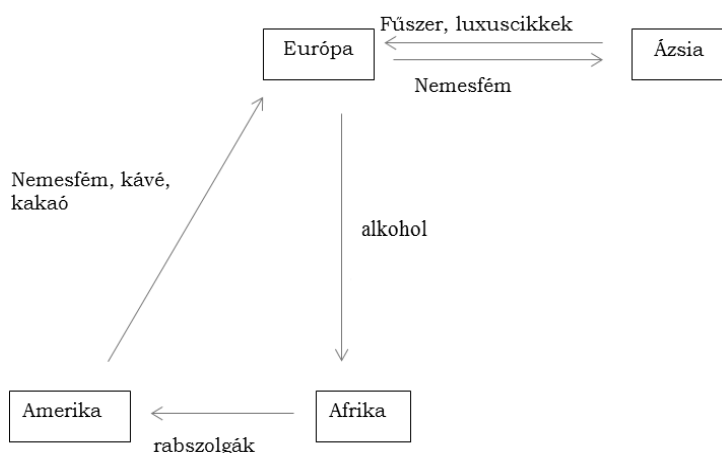 Fűszer, luxuscikkek
Európa
Ázsia
Nemesfém
Nemesfém, kávé,
kakaó
alkohol
Amerika
Afrika
rabszolgák